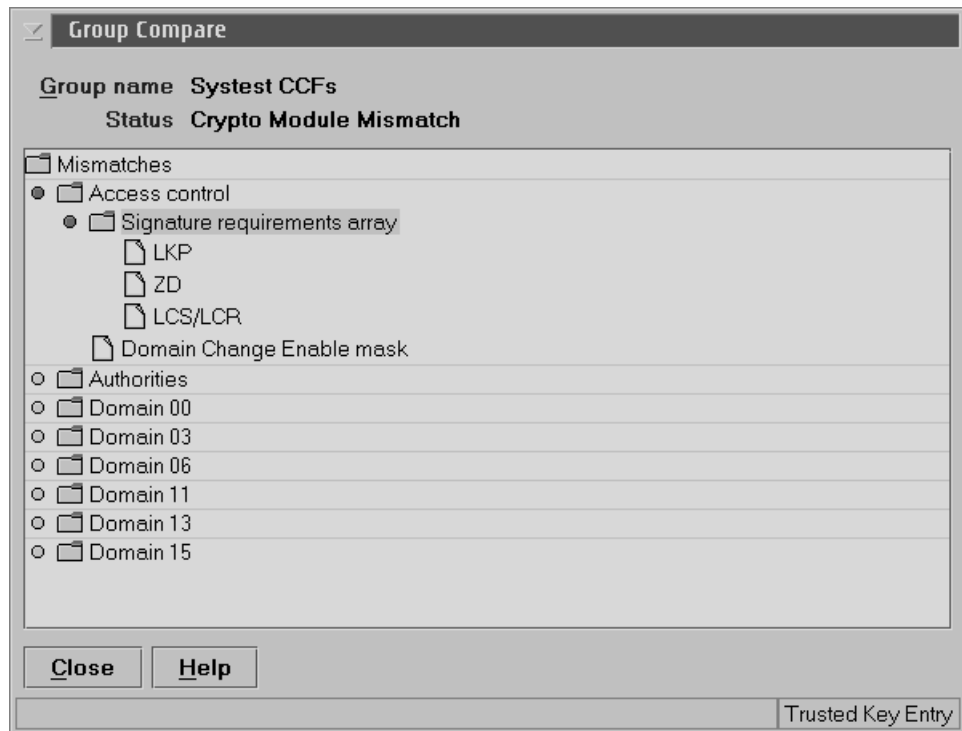 Group Compare
Group name Systest CCFs
Status Crypto Module Mismatch
Mismatches
Access control
Signature requirements array
LKP
ZD
LCS/LCR
Domain Change Enable mask
Authorities
Domain 00
Domain 03
Domain 06
Domain 11
Domain 13
Domain 15
Close Help
Trusted Key Entry